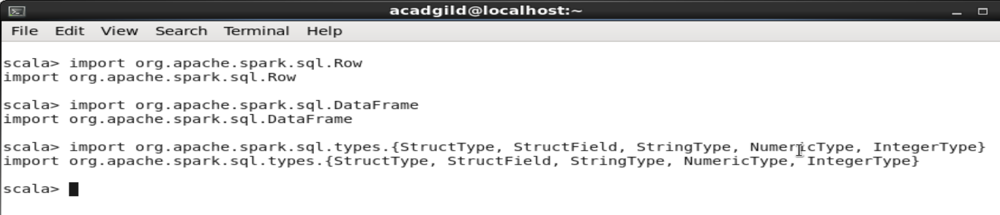 acadgild@localhost:~
File Edit View Search Terminal Help
scala> import org.apache.spark.sql.Row
import org.apache.spark.sql.Row
scala> import org.apache.spark.sql.DataFrame
import org.apache.spark.sql.DataFrame
scala> import org.apache.spark.sql.types.{StructType, StructField, StringType, NumericType, IntegerType}
import org.apache.spark.sql.types.{StructType, StructField, StringType, NumericType, IntegerType}
scala>